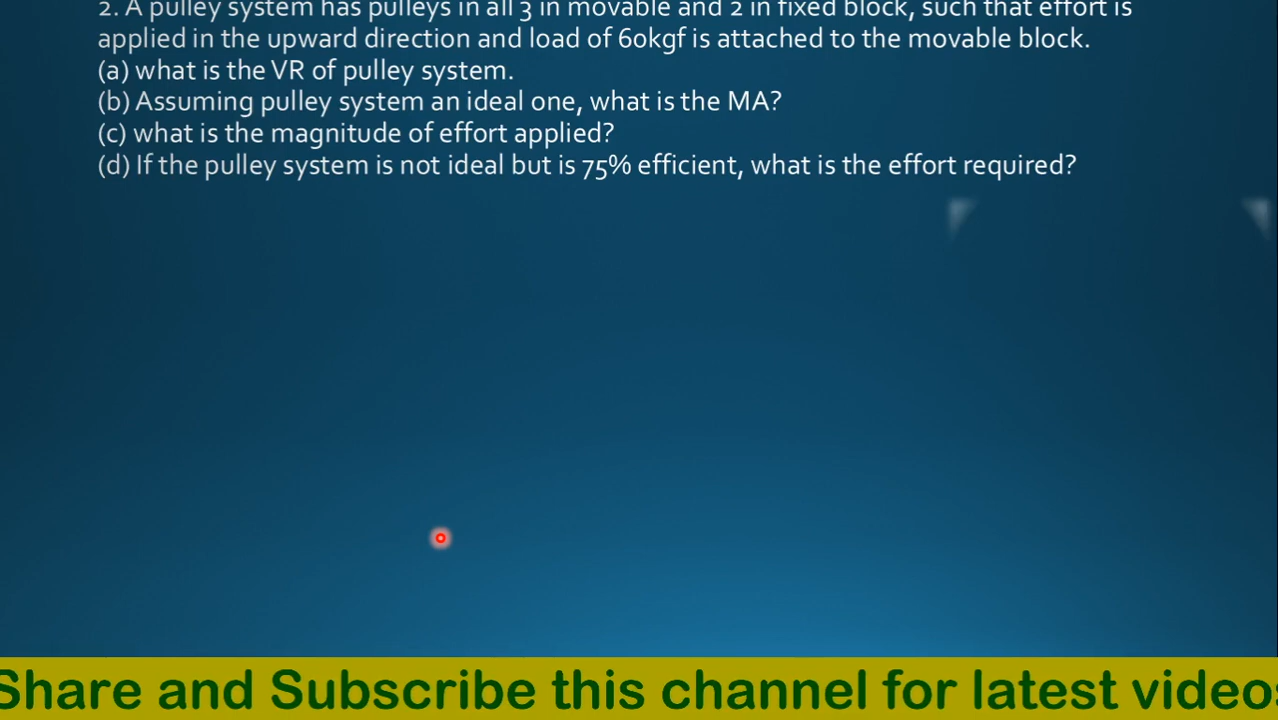 2. A pulley system has pulleys in all 3 in movable and 2 in fixed block, such that effort is
applied in the upward direction and load of 60kgf is attached to the movable block.
(a) what is the VR of pulley system.
(b) Assuming pulley system an ideal one, what is the MA?
(c) what is the magnitude of effort applied?
(d) If the pulley system is not ideal but is 75% efficient, what is the effort required?
Share and Subscribe this channel for latest videos